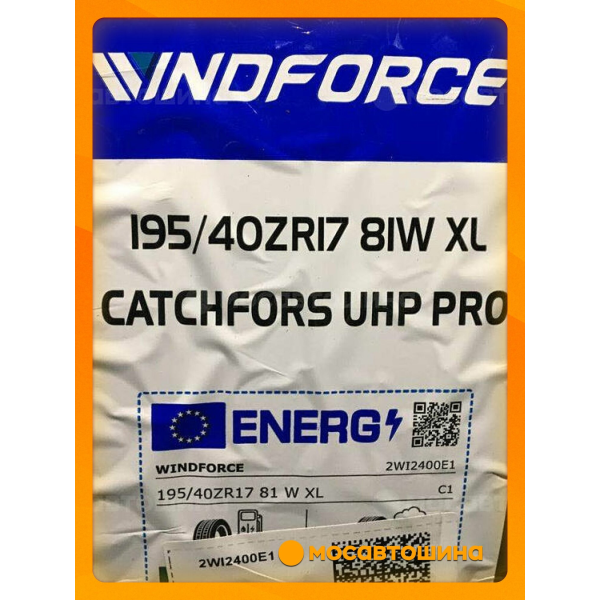 WINDFORCE
195/40ZR17 81W XL
CATCHFORS UHP PRO
ENERG
WINDFORCE 2WI2400E1
195/40ZR17 81 W XL C1
2WI2400E1
мосавтошина